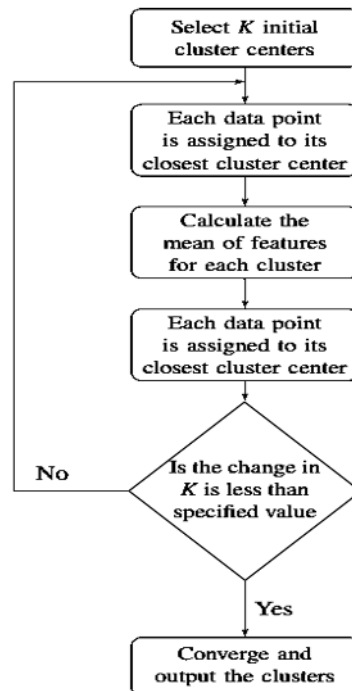 Select K initial
cluster centers
Each data point
is assigned to its
closest cluster center
Calculate the
mean of features
for each cluster
Each data point
is assigned to its
closest cluster center
Is the change in
K is less than
specified value
No
Yes
Converge and
output the clusters